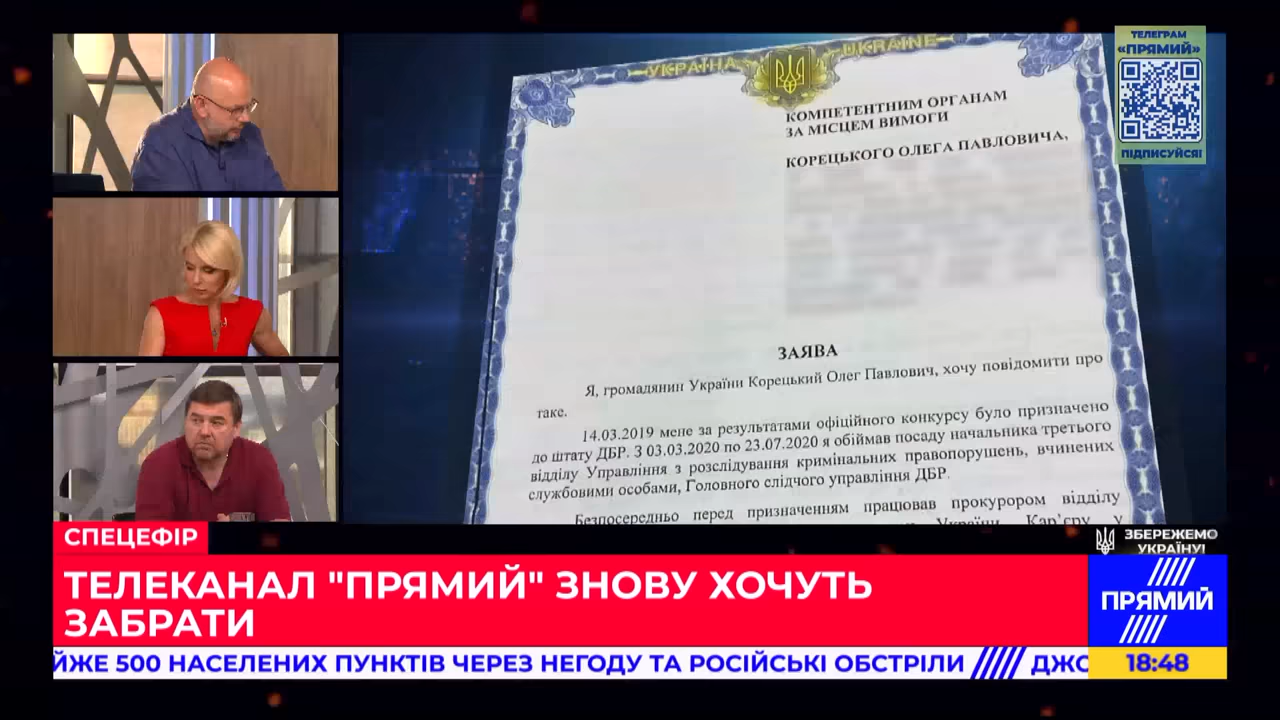 ТЕЛЕГРАМ
«ПРЯМИЙ»
ПІДПИСУЙСЯ!
УКРАЇНА UKRAINE
КОМПЕТЕНТНИМ ОРГАНАМ
ЗА МІСЦЕМ ВИМОГИ
КОРЕЦЬКОГО ОЛЕГА ПАВЛОВИЧА,
ЗАЯВА
Я, громадянин України Корецький Олег Павлович, хочу повідомити про
таке.
14.03.2019 мене за результатами офіційного конкурсу було призначено
до штату ДБР. З 03.03.2020 по 23.07.2020 я обіймав посаду начальника третього
відділу Управління з розслідування кримінальних правопорушень, вчинених
службовими особами, Головного слідчого управління ДБР.
Безпосередньо перед призначенням працював прокурором відділу
України. Кар'єру у
СПЕЦЕФІР
ЗБЕРЕЖЕМО
УКРАЇНУ!
ТЕЛЕКАНАЛ "ПРЯМИЙ" ЗНОВУ ХОЧУТЬ
ЗАБРАТИ
ПРЯМИЙ
ЙЖЕ 500 НАСЕЛЕНИХ ПУНКТІВ ЧЕРЕЗ НЕГОДУ ТА РОСІЙСЬКІ ОБСТРІЛИ //// ДЖО
18:48